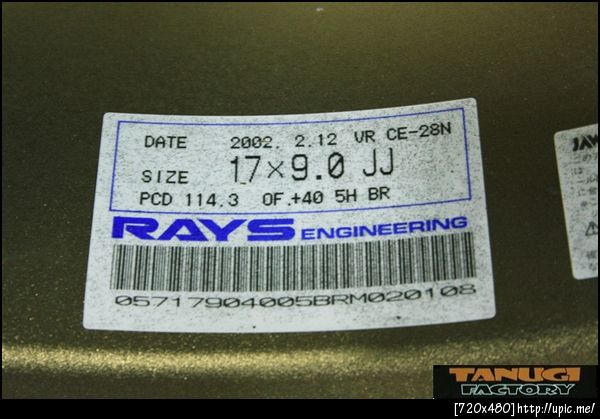 DATE 2002. 2.12 VR CE-28N
SIZE 17×9.0 JJ
PCD 114.3 OF.+40 5H BR
RAYS ENGINEERING
05717904005BRM020108
JAW
TANUGI
FACTORY
[720x480]http://upic.me/